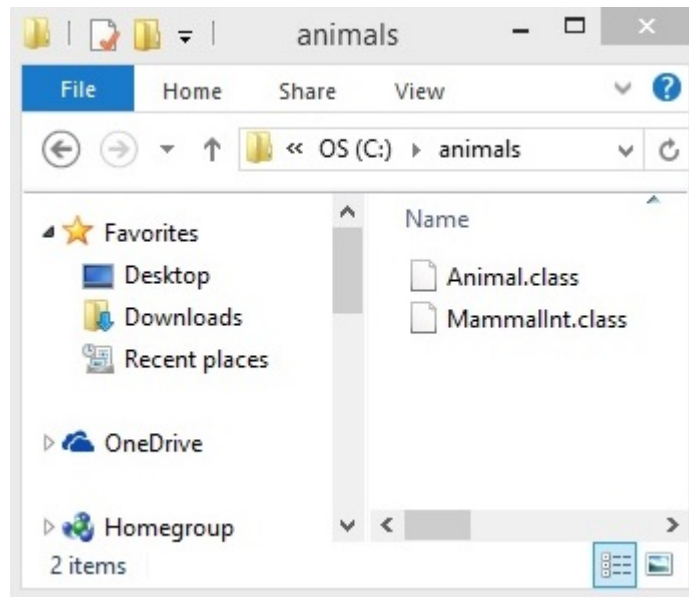 animals
File Home Share View
« OS (C:) animals
Favorites
Desktop
Downloads
Recent places
OneDrive
Homegroup
Name
Animal.class
MammalInt.class
2 items